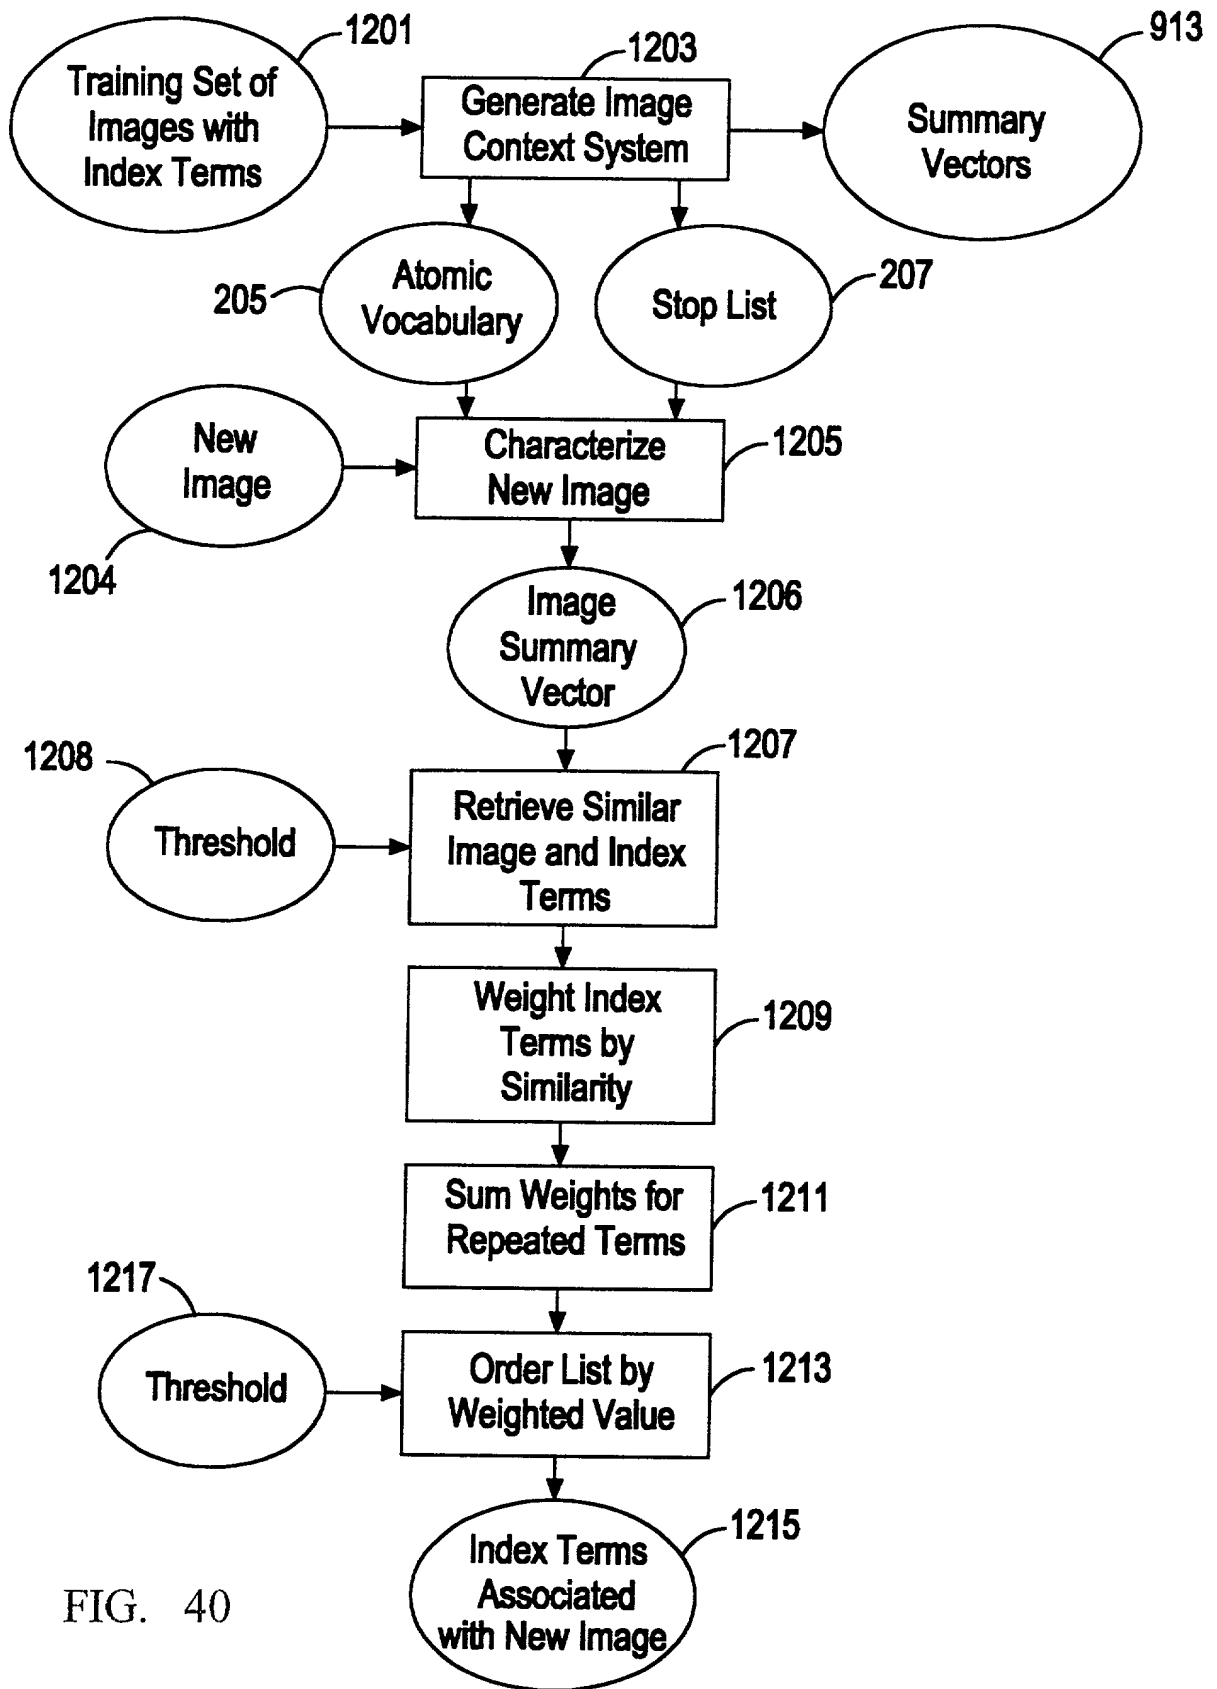 1201
Training Set of
Images with
Index Terms
1203
Generate Image
Context System
913
Summary
Vectors
205
Atomic
Vocabulary
207
Stop List
New
Image
1204
Characterize
New Image
1205
Image
Summary
Vector
1206
1208
Threshold
1207
Retrieve Similar
Image and Index
Terms
Weight Index
Terms by
Similarity
1209
Sum Weights for
Repeated Terms
1211
1217
Threshold
Order List by
Weighted Value
1213
Index Terms
Associated
with New Image
1215
FIG. 40